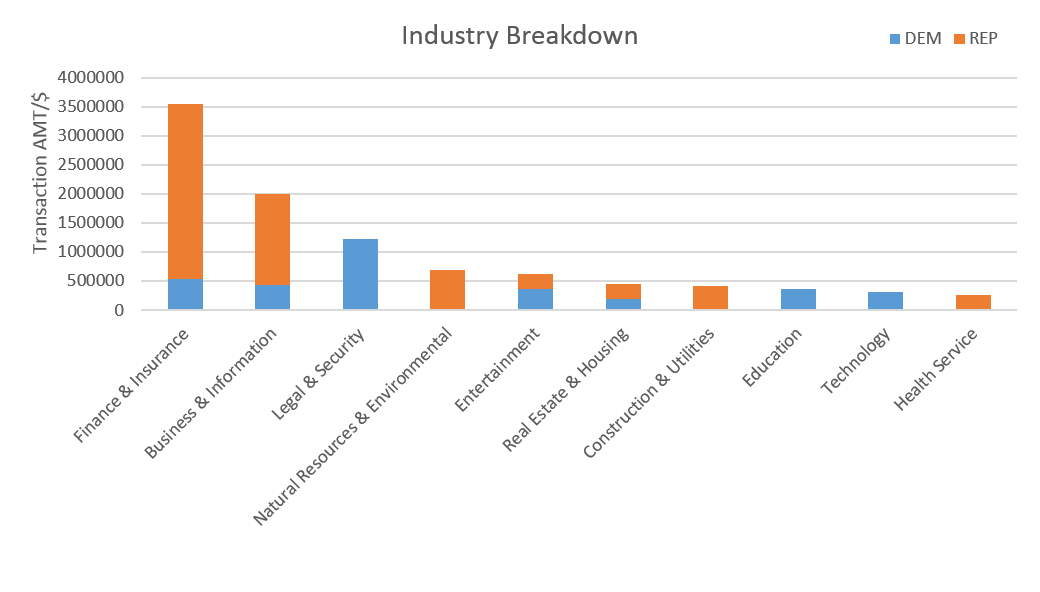 Industry Breakdown
DEM REP
Transaction AMT/$
4000000
3500000
3000000
2500000
2000000
1500000
1000000
500000
0
Finance & Insurance
Business & Information
Legal & Security
Natural Resources & Environmental
Entertainment
Real Estate & Housing
Construction & Utilities
Education
Technology
Health Service